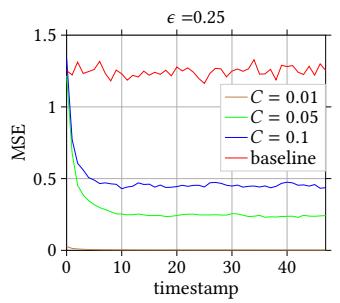 ϵ =0.25
1.5
1
0.5
0
MSE
0 10 20 30 40
timestamp
C = 0.01
C = 0.05
C = 0.1
baseline